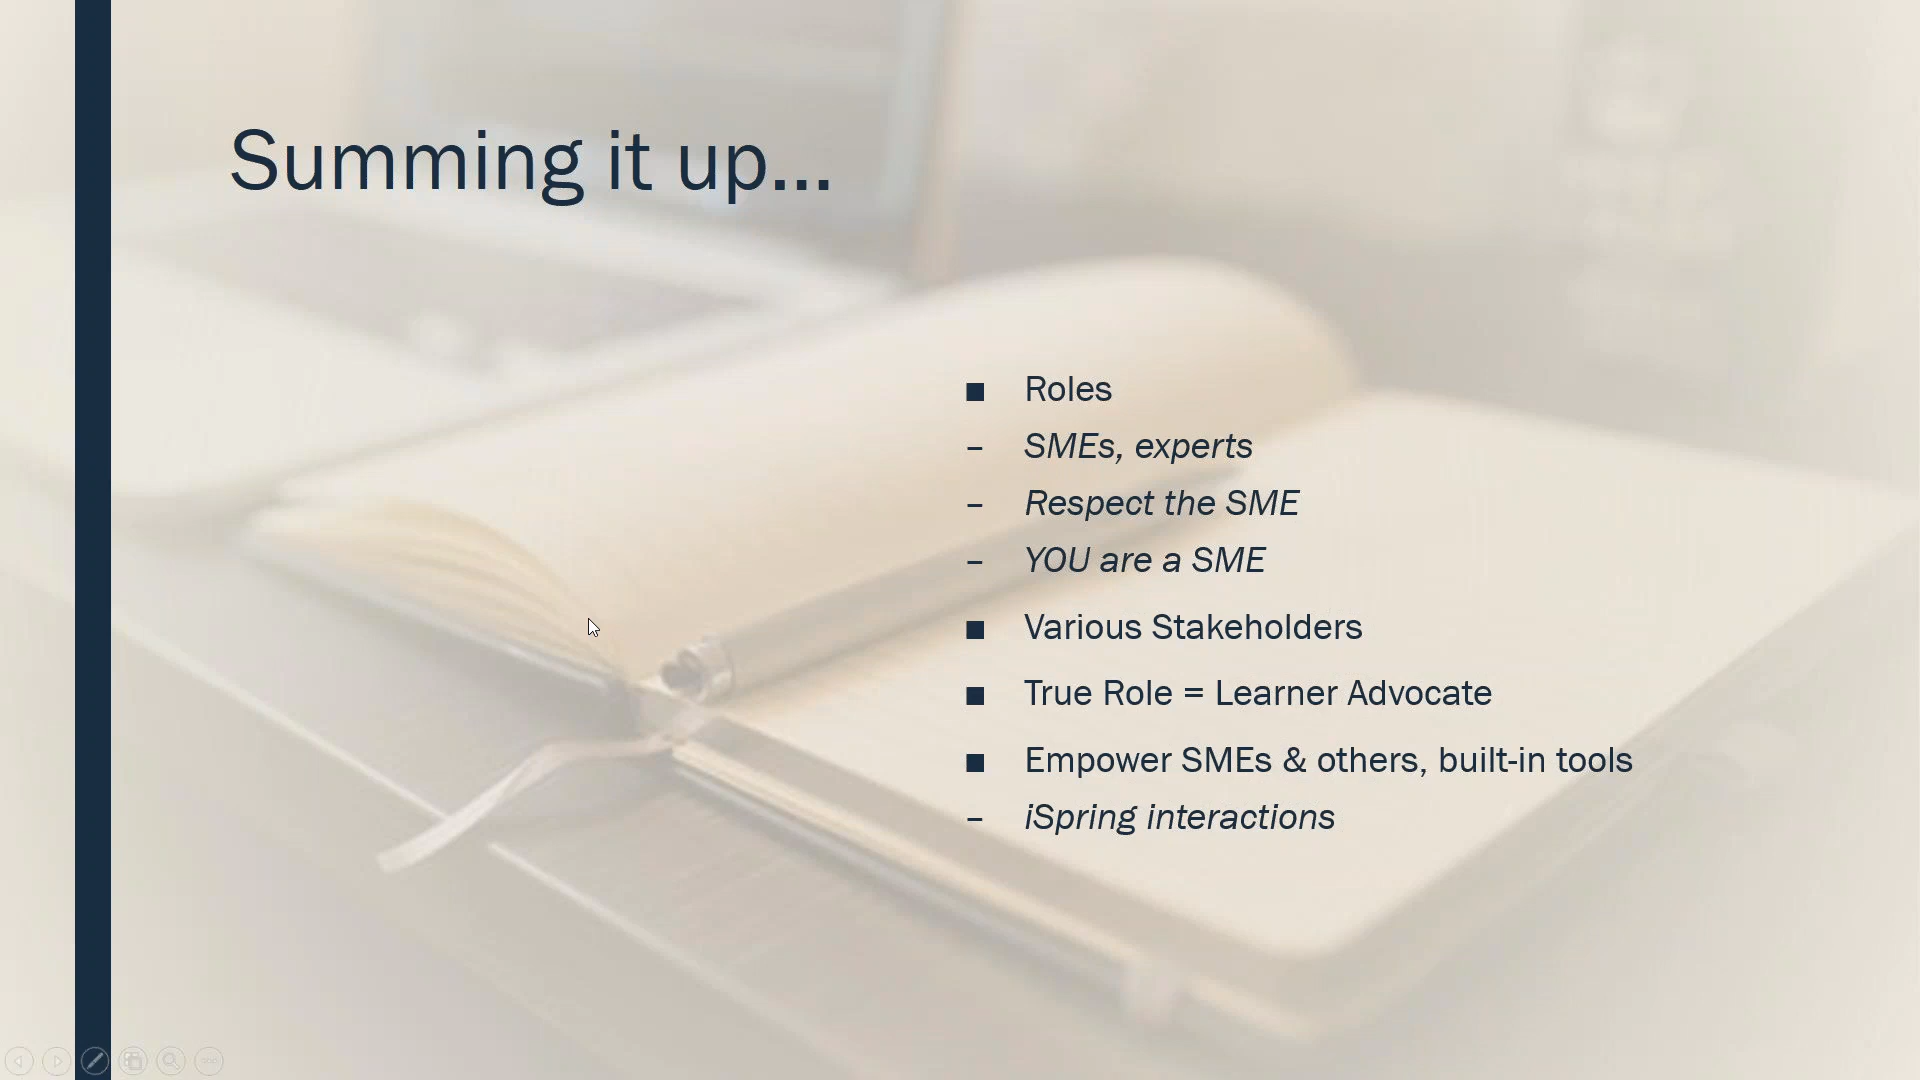 Summing it up...
■ Roles
– SMEs, experts
– Respect the SME
– YOU are a SME
■ Various Stakeholders
■ True Role = Learner Advocate
■ Empower SMEs & others, built-in tools
– iSpring interactions